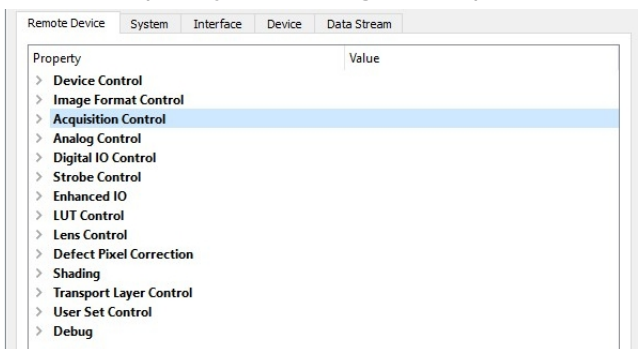 Remote Device System Interface Device Data Stream
Property Value
Device Control
Image Format Control
Acquisition Control
Analog Control
Digital IO Control
Strobe Control
Enhanced IO
LUT Control
Lens Control
Defect Pixel Correction
Shading
Transport Layer Control
User Set Control
Debug